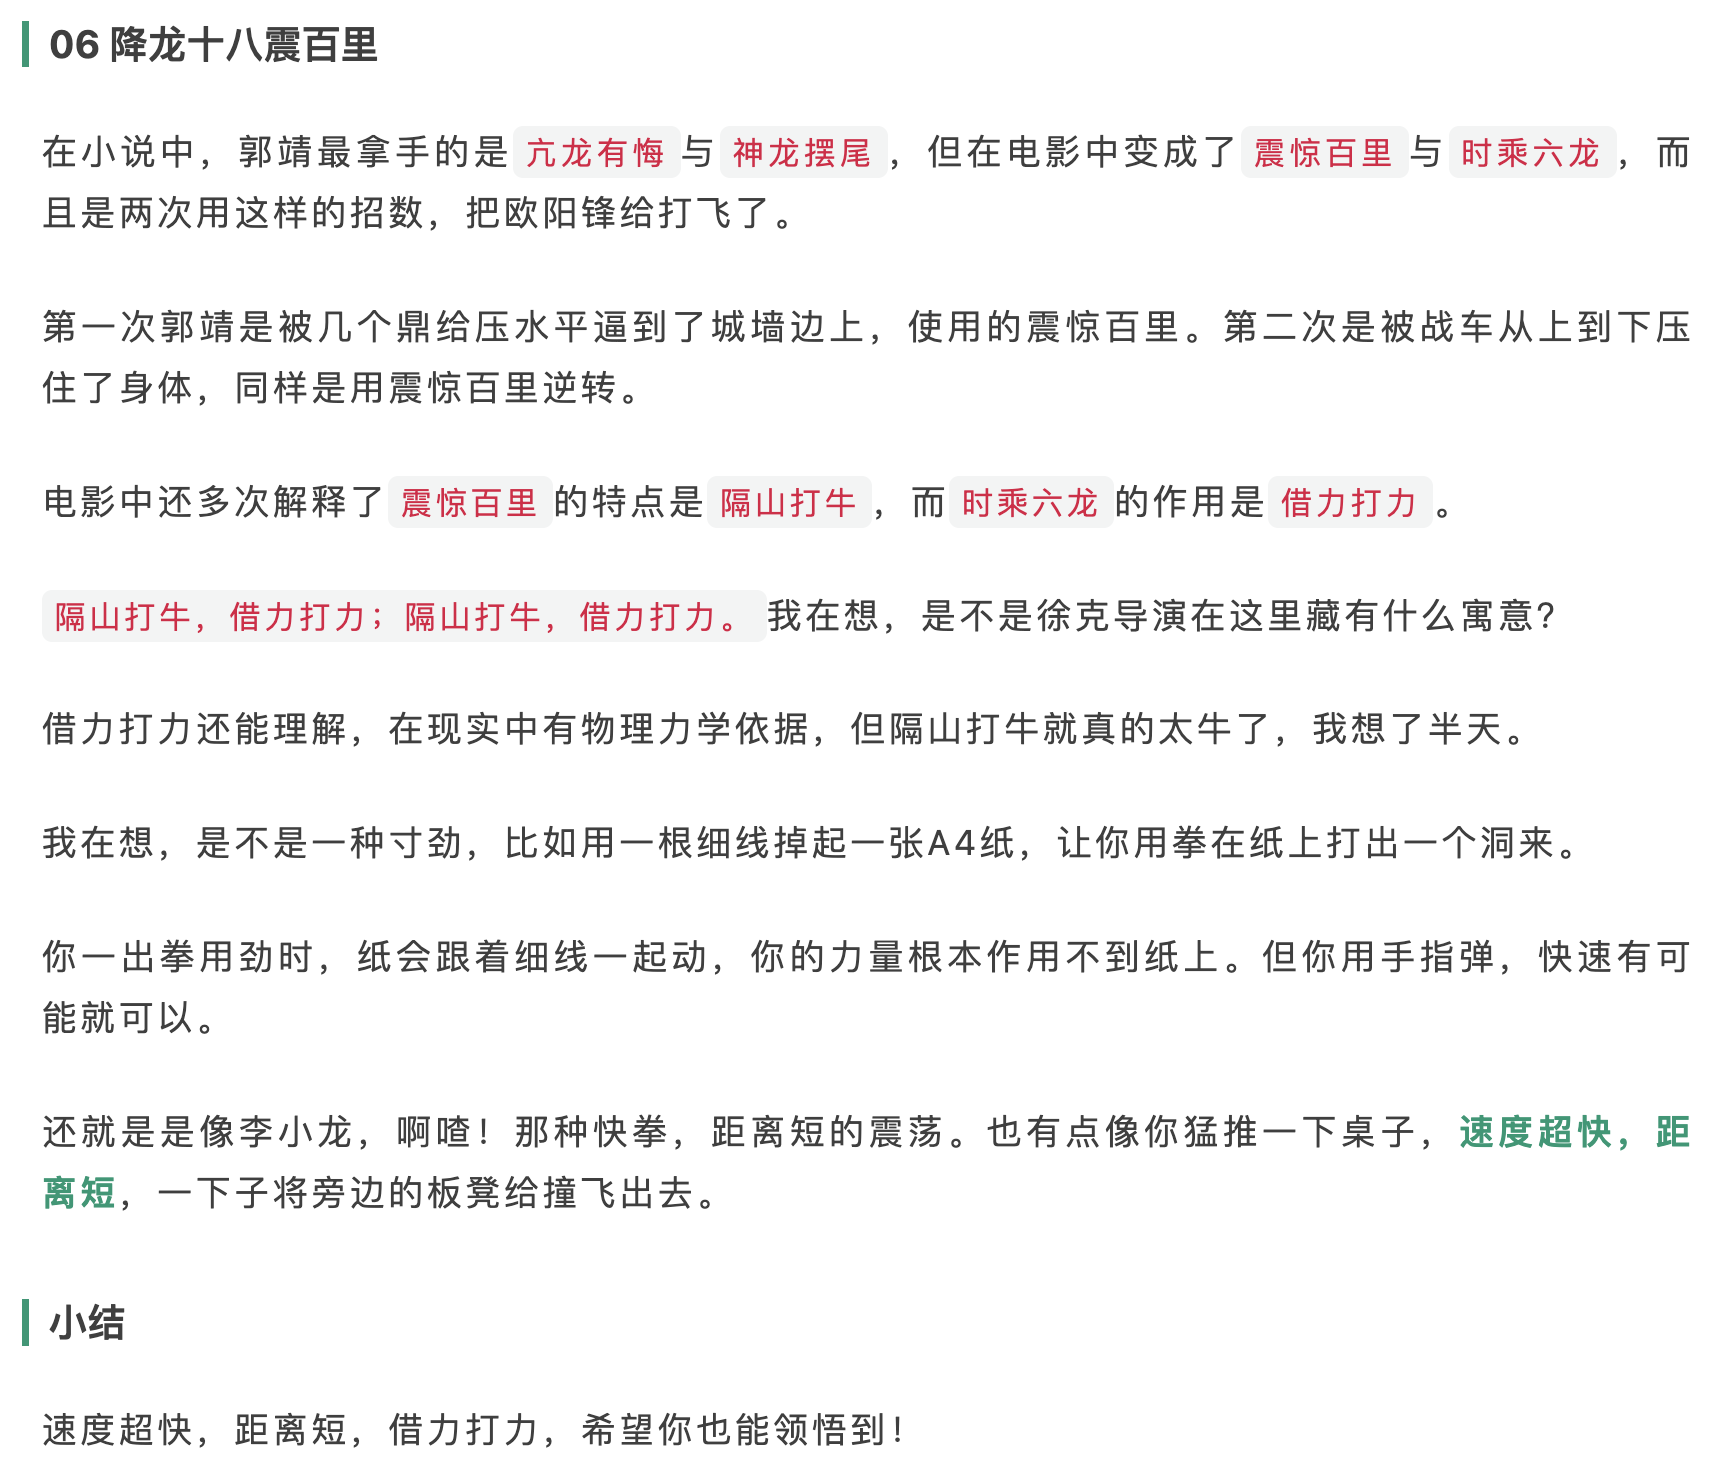 06 降龙十八震百里
在小说中，郭靖最拿手的是亢龙有悔与神龙摆尾，但在电影中变成了震惊百里与时乘六龙，而
且是两次用这样的招数，把欧阳锋给打飞了。
第一次郭靖是被几个鼎给压水平逼到了城墙边上，使用的震惊百里。第二次是被战车从上到下压
住了身体，同样是用震惊百里逆转。
电影中还多次解释了震惊百里的特点是隔山打牛，而时乘六龙的作用是借力打力。
隔山打牛，借力打力；隔山打牛，借力打力。我在想，是不是徐克导演在这里藏有什么寓意?
借力打力还能理解，在现实中有物理力学依据，但隔山打牛就真的太牛了，我想了半天。
我在想，是不是一种寸劲，比如用一根细线掉起一张A4纸，让你用拳在纸上打出一个洞来。
你一出拳用劲时，纸会跟着细线一起动，你的力量根本作用不到纸上。但你用手指弹，快速有可
能就可以。
还就是是像李小龙，啊喳！那种快拳，距离短的震荡。也有点像你猛推一下桌子，速度超快，距
离短，一下子将旁边的板凳给撞飞出去。
小结
速度超快，距离短，借力打力，希望你也能领悟到！